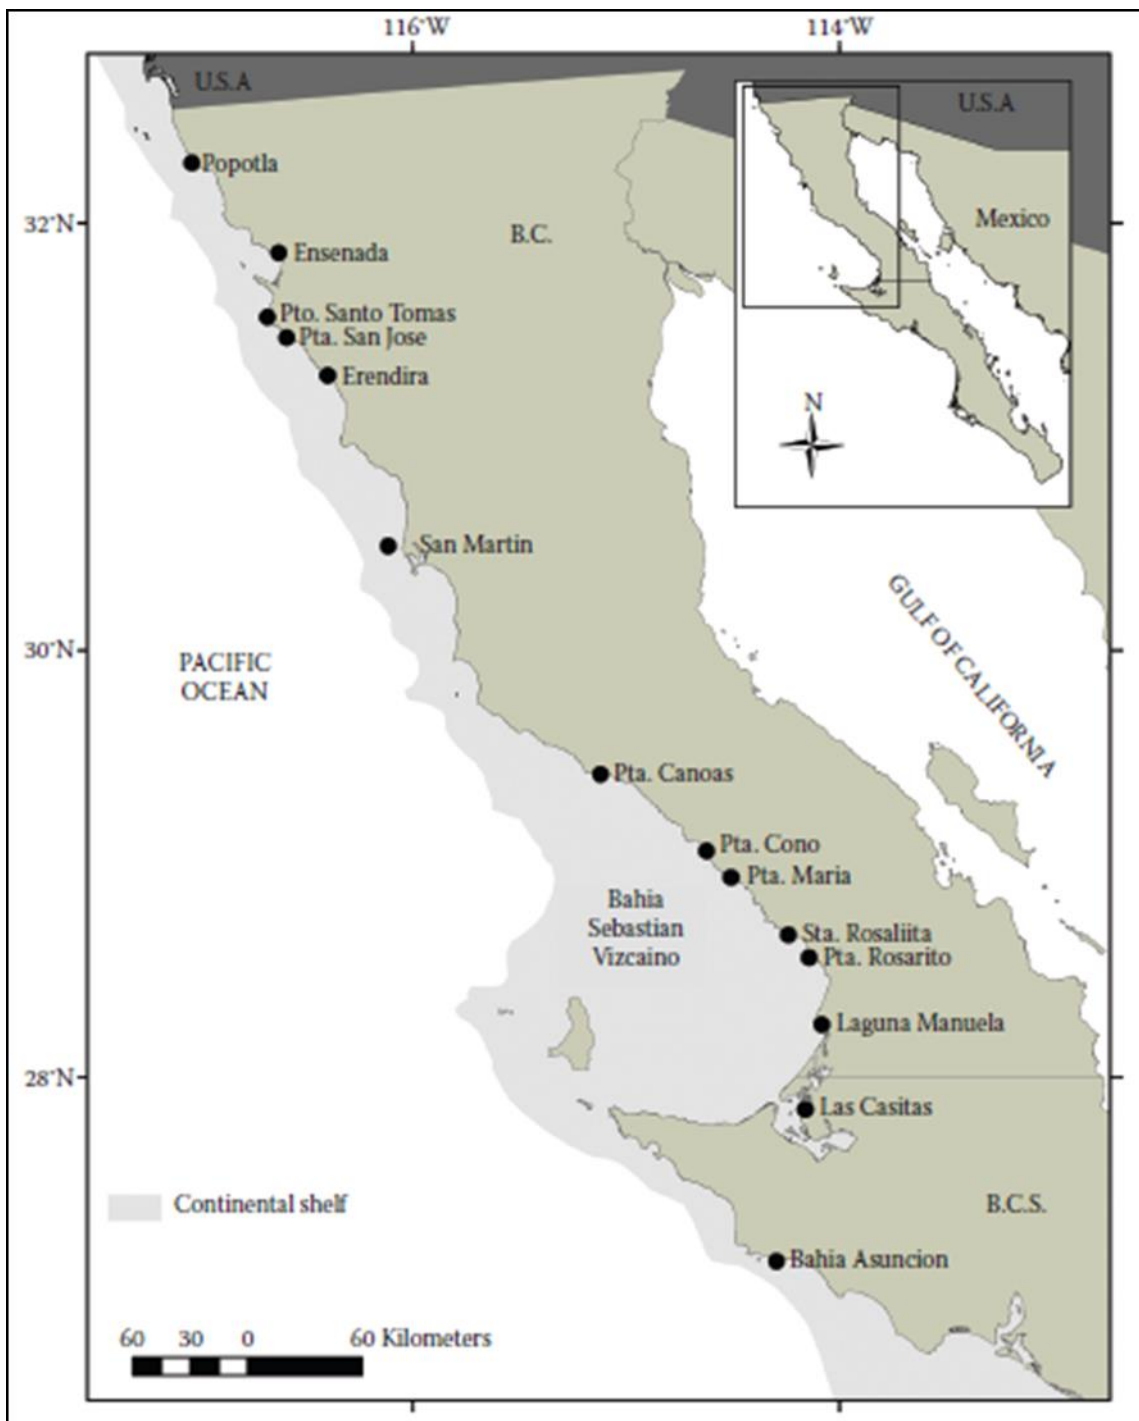 116°W
114°W
U.S.A
U.S.A
Popotla
32°N
Mexico
B.C.
Ensenada
Pto. Santo Tomas
Pta. San Jose
Erendira
N
San Martin
GULF OF CALIFORNIA
30°N
PACIFIC
OCEAN
Pta. Canoas
Pta. Cono
Pta. Maria
Bahia
Sebastian
Vizcaino
Sta. Rosaliita
Pta. Rosarito
Laguna Manuela
28°N
Las Casitas
Continental shelf
B.C.S.
Bahia Asuncion
60 30 0 60 Kilometers